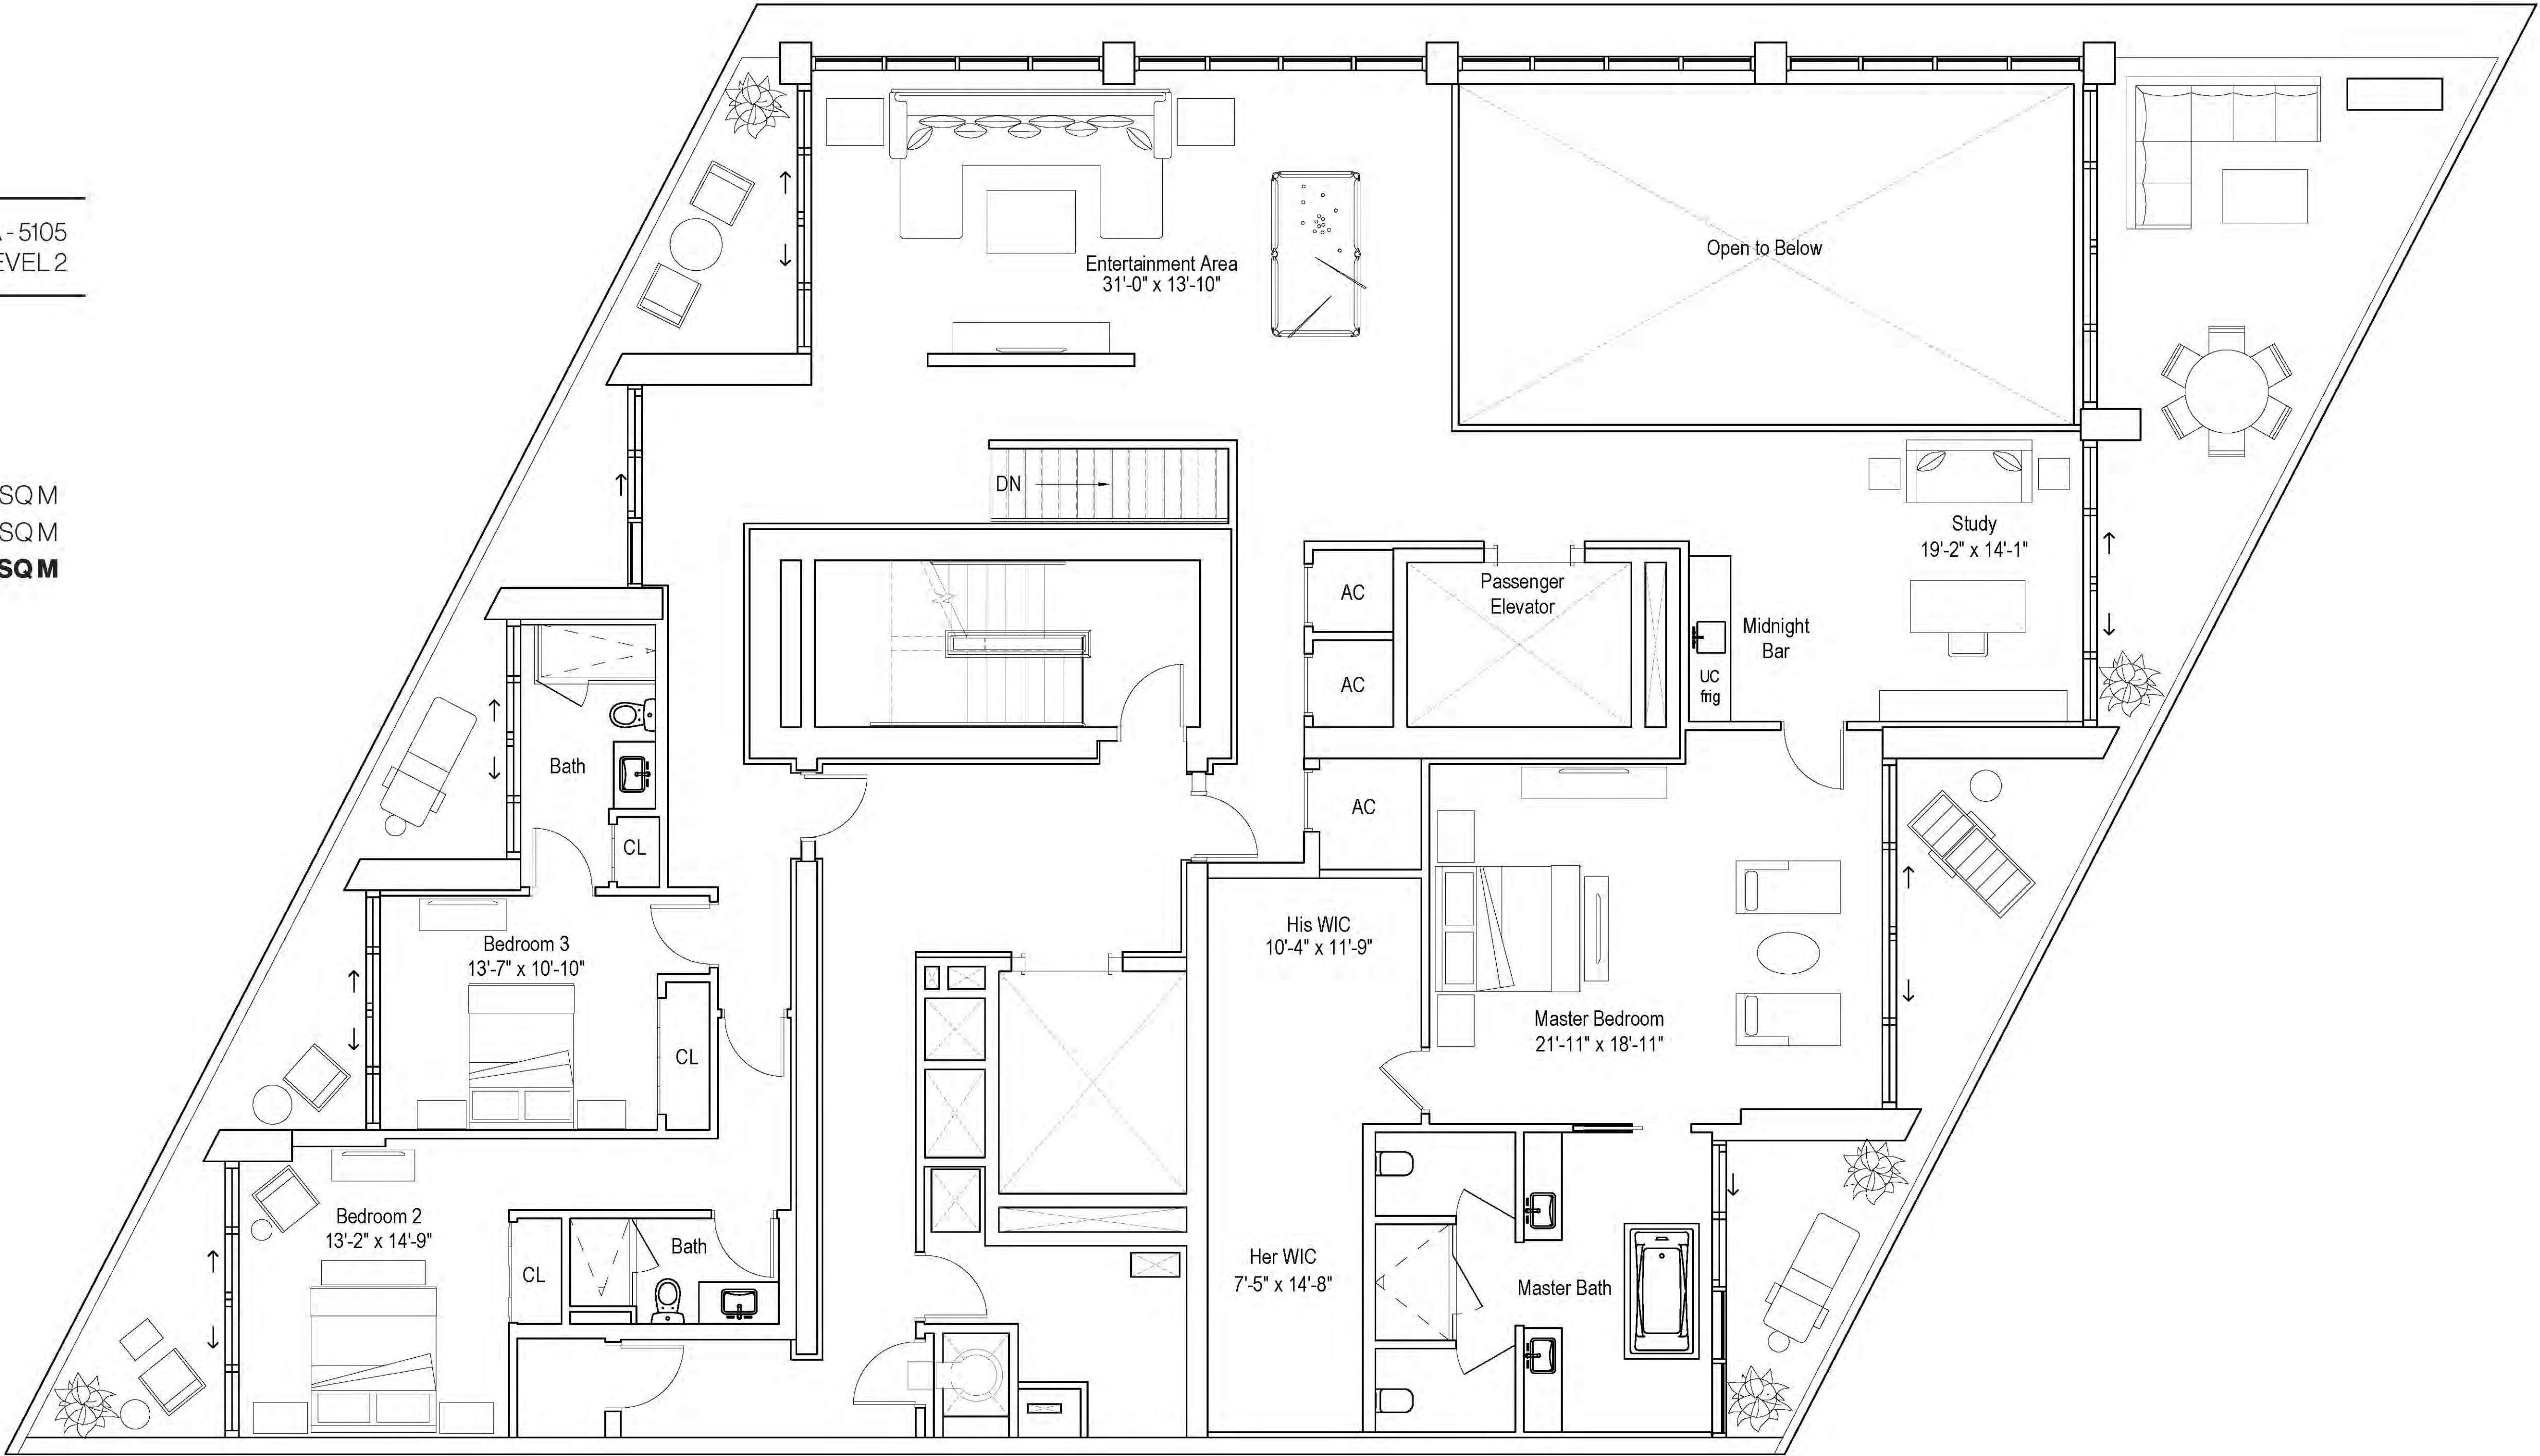 - 5105
EVEL 2
SQ M
SQ M
SQ M
Entertainment Area
31'-0" x 13'-10"
Open to Below
DN
Study
19'-2" x 14'-1"
AC
Passenger
Elevator
Midnight
Bar
AC
UC
frig
Bath
CL
AC
His WIC
10'-4" x 11'-9"
Bedroom 3
13'-7" x 10'-10"
CL
Master Bedroom
21'-11" x 18'-11"
Bedroom 2
13'-2" x 14'-9"
CL
Bath
Her WIC
7'-5" x 14'-8"
Master Bath